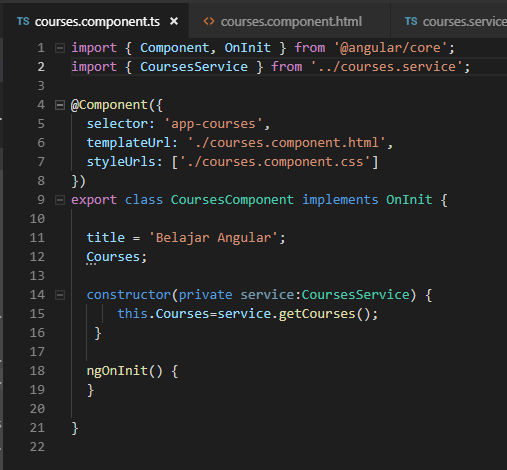 TS courses.component.ts × <> courses.component.html TS courses.service
1 import { Component, OnInit } from '@angular/core';
2 import { CoursesService } from '../courses.service';
3
4 @Component({
5   selector: 'app-courses',
6   templateUrl: './courses.component.html',
7   styleUrls: ['./courses.component.css']
8 })
9 export class CoursesComponent implements OnInit {
10
11   title = 'Belajar Angular';
12   Courses;
13
14   constructor(private service:CoursesService) {
15       this.Courses=service.getCourses();
16    }
17
18   ngOnInit() {
19   }
20
21 }
22